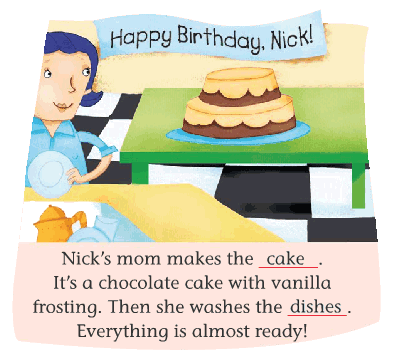 Happy Birthday, Nick!
Nick's mom makes the cake.
It's a chocolate cake with vanilla
frosting. Then she washes the dishes.
Everything is almost ready!